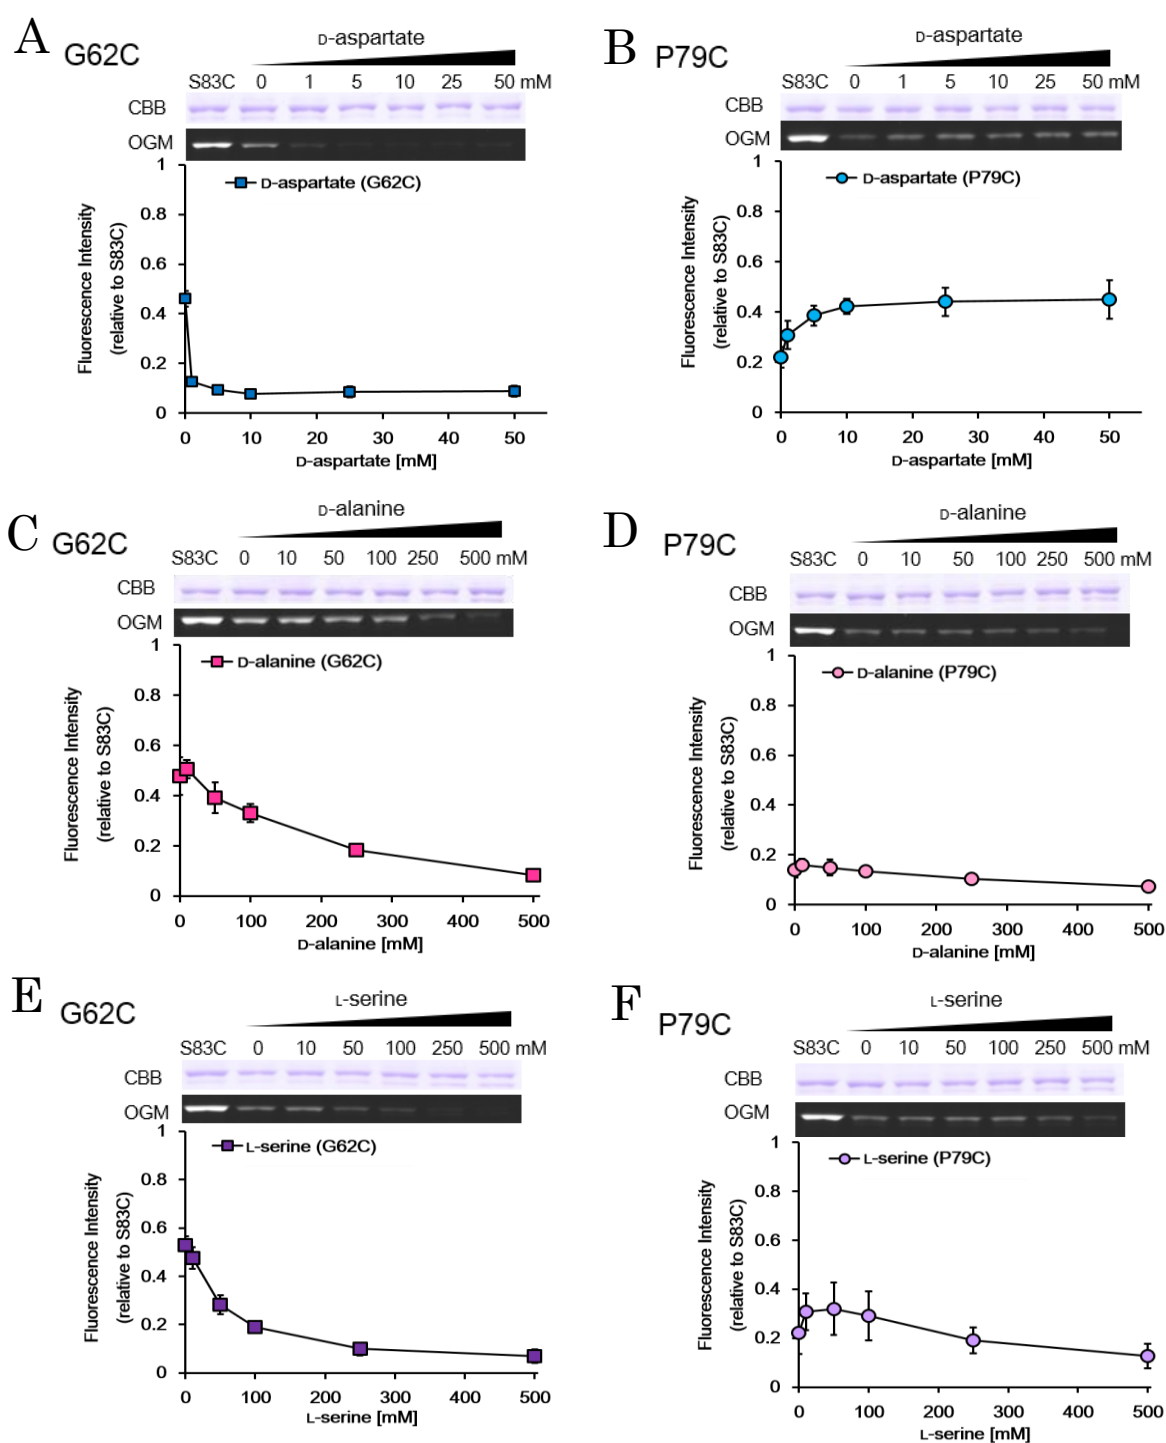 A
G62C
D-aspartate
S83C 0 1 5 10 25 50 mM
CBB
OGM
D-aspartate (G62C)
Fluorescence Intensity
(relative to S83C)
1
0.8
0.6
0.4
0.2
0
0 10 20 30 40 50
D-aspartate [mM]
B
P79C
D-aspartate
S83C 0 1 5 10 25 50 mM
CBB
OGM
D-aspartate (P79C)
Fluorescence Intensity
(relative to S83C)
1
0.8
0.6
0.4
0.2
0
0 10 20 30 40 50
D-aspartate [mM]
C
G62C
D-alanine
S83C 0 10 50 100 250 500 mM
CBB
OGM
D-alanine (G62C)
Fluorescence Intensity
(relative to S83C)
1
0.8
0.6
0.4
0.2
0
0 100 200 300 400 500
D-alanine [mM]
D
P79C
D-alanine
S83C 0 10 50 100 250 500 mM
CBB
OGM
D-alanine (P79C)
Fluorescence Intensity
(relative to S83C)
1
0.8
0.6
0.4
0.2
0
0 100 200 300 400 500
D-alanine [mM]
E
G62C
L-serine
S83C 0 10 50 100 250 500 mM
CBB
OGM
L-serine (G62C)
Fluorescence Intensity
(relative to S83C)
1
0.8
0.6
0.4
0.2
0
0 100 200 300 400 500
L-serine [mM]
F
P79C
L-serine
S83C 0 10 50 100 250 500 mM
CBB
OGM
L-serine (P79C)
Fluorescence Intensity
(relative to S83C)
1
0.8
0.6
0.4
0.2
0
0 100 200 300 400 500
L-serine [mM]